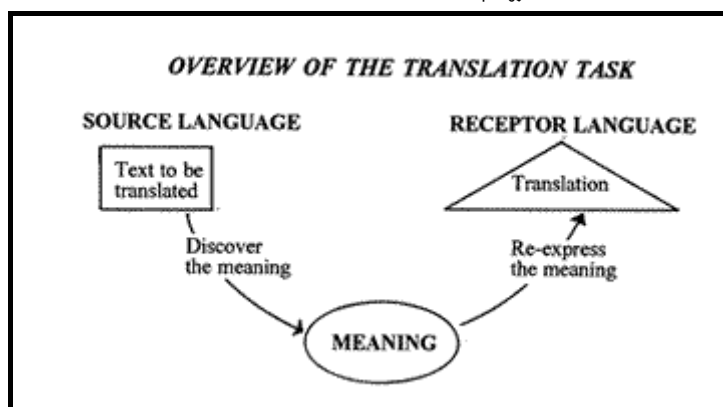 OVERVIEW OF THE TRANSLATION TASK
SOURCE LANGUAGE
RECEPTOR LANGUAGE
Text to be
translated
Translation
Discover
the meaning
Re-express
the meaning
MEANING